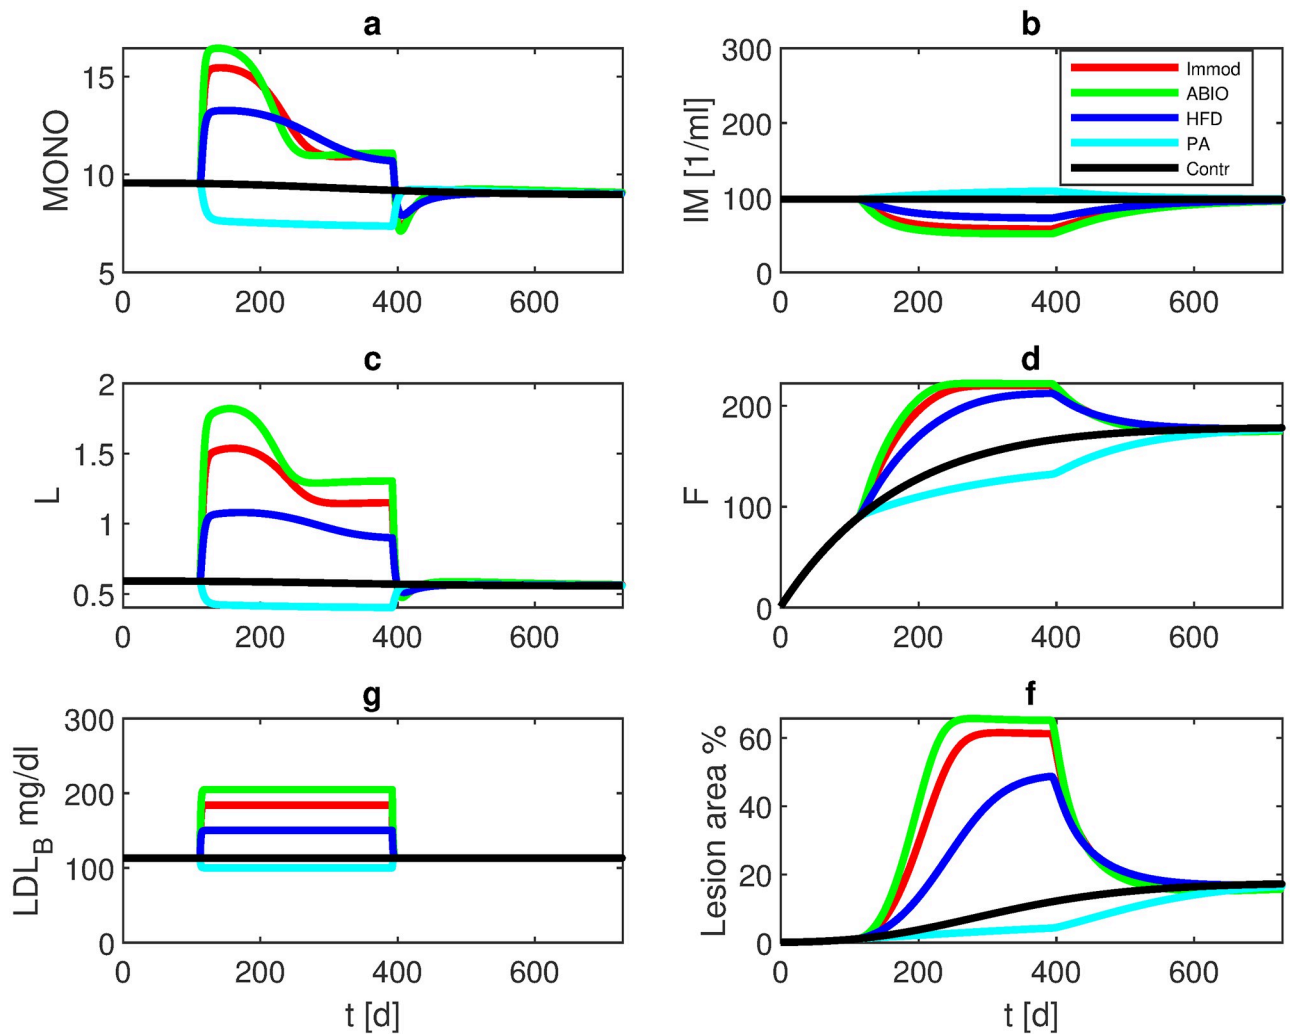 a
MONO
15
10
5
0 200 400 600
b
IM [1/ml]
300
200
100
0
0 200 400 600
Immod
ABIO
HFD
PA
Contr
c
L
2
1.5
1
0.5
0 200 400 600
d
F
200
100
0
0 200 400 600
g
LDL_B mg/dl
300
200
100
0
0 200 400 600
t [d]
f
Lesion area %
60
40
20
0
0 200 400 600
t [d]